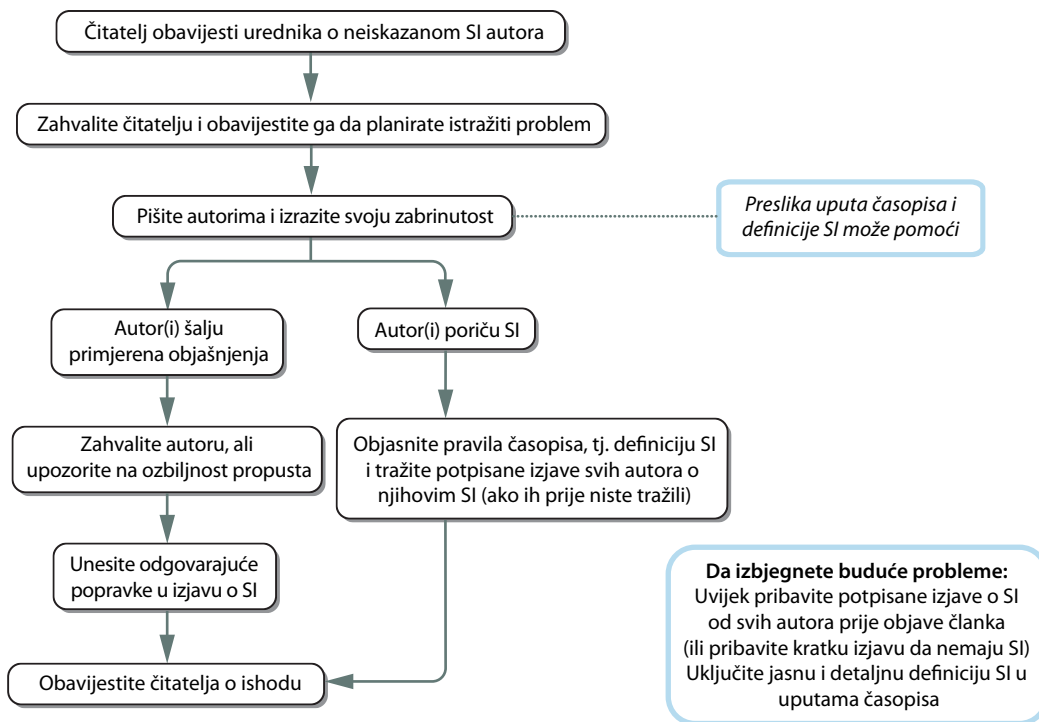 Čitatelj obavijesti urednika o neiskazanom SI autora
Zahvalite čitatelju i obavijestite ga da planirate istražiti problem
Pišite autorima i izrazite svoju zabrinutost
Preslika uputa časopisa i
definicije SI može pomoći
Autor(i) šalju
primjerena objašnjenja
Autor(i) poriču SI
Zahvalite autoru, ali
upozorite na ozbiljnost propusta
Objasnite pravila časopisa, tj. definiciju SI
i tražite potpisane izjave svih autora o
njihovim SI (ako ih prije niste tražili)
Unesite odgovarajuće
popravke u izjavu o SI
Obavijestite čitatelja o ishodu
Da izbjegnete buduće probleme:
Uvijek pribavite potpisane izjave o SI
od svih autora prije objave članka
(ili pribavite kratku izjavu da nemaju SI)
Uključite jasnu i detaljnu definiciju SI u
uputama časopisa